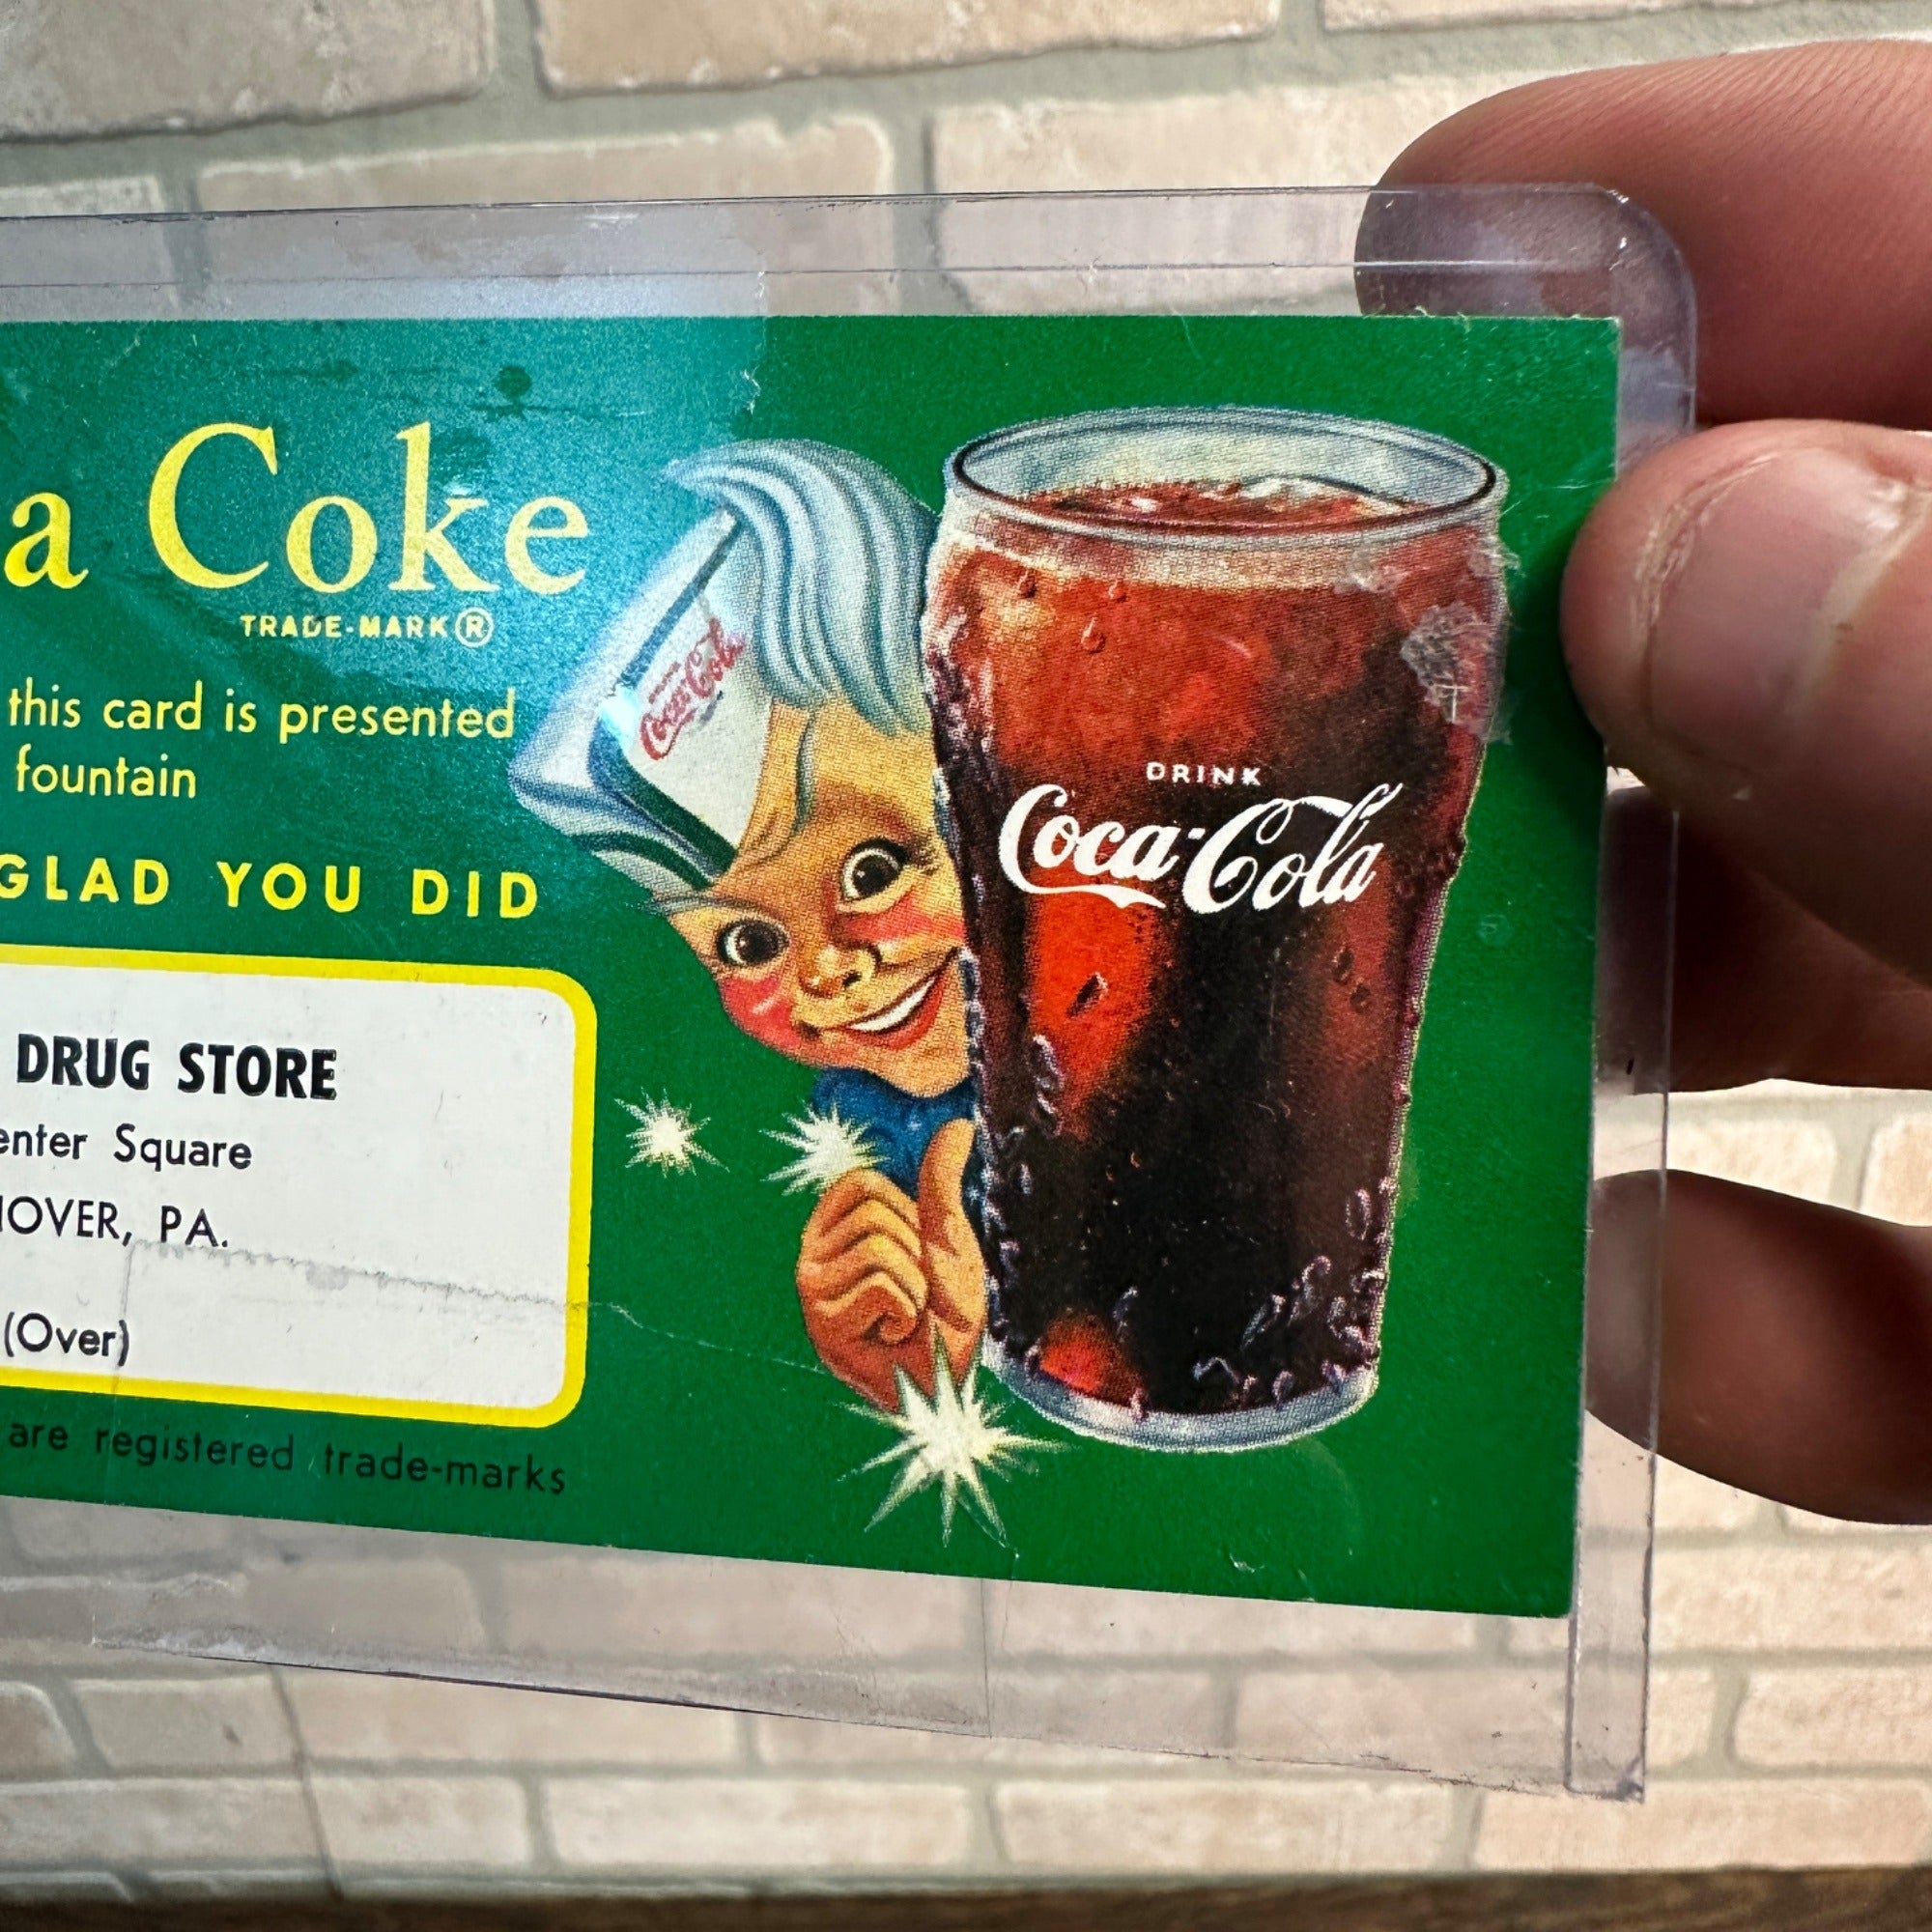 a Coke
TRADE-MARK®
this card is presented
fountain
GLAD YOU DID
DRUG STORE
enter Square
OVER, PA.
(Over)
are registered trade-marks
Coca-Cola
DRINK
Coca-Cola